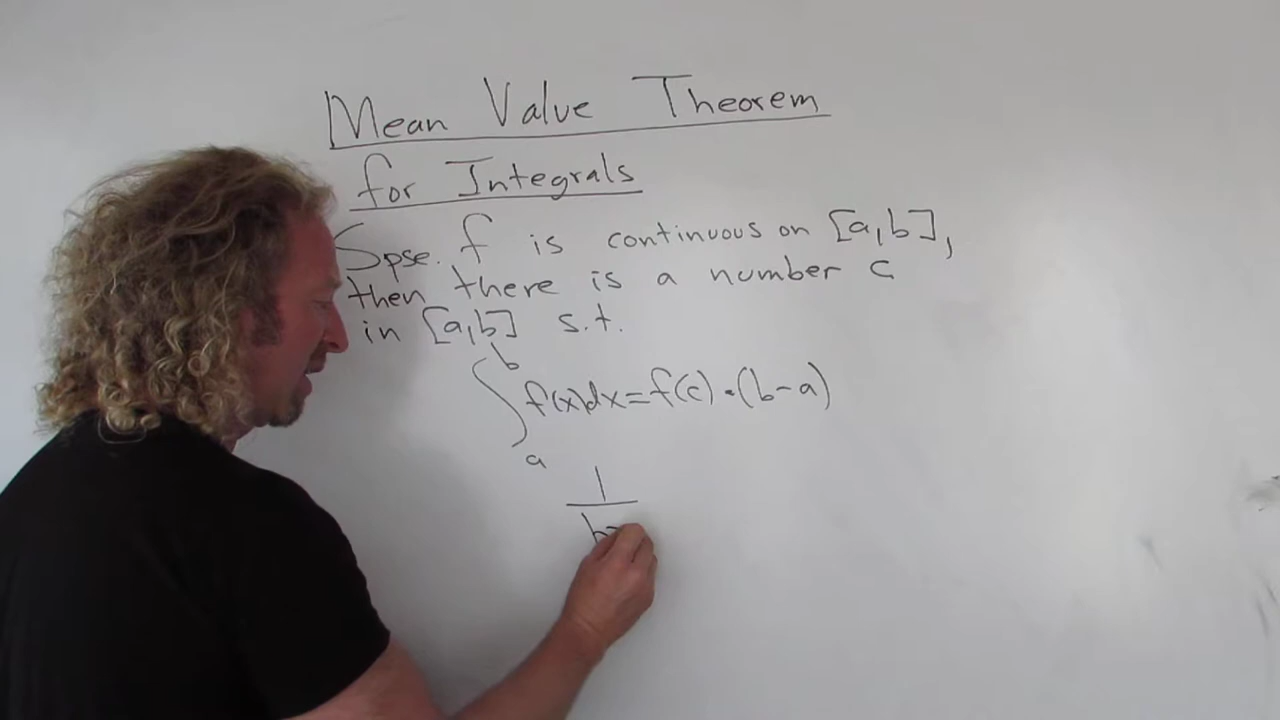 Mean Value Theorem
for Integrals
Spse. f is continuous on [a,b],
then there is a number c
in [a,b] s.t.
∫_a^b f(x)dx=f(c)•(b-a)
1
b-